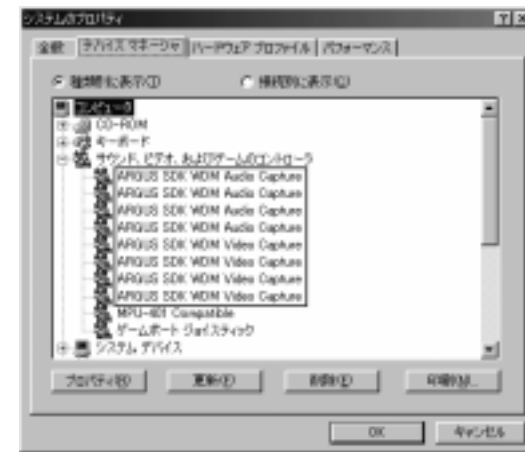 システムのプロパティ
全般 デバイス マネージャ ハードウェア プロファイル パフォーマンス
種類別に表示(T) 接続別に表示(C)
コンピュータ
CD-ROM
キーボード
サウンド、ビデオ、およびゲームのコントローラ
ARGUS SDK WDM Audio Capture
ARGUS SDK WDM Audio Capture
ARGUS SDK WDM Audio Capture
ARGUS SDK WDM Audio Capture
ARGUS SDK WDM Video Capture
ARGUS SDK WDM Video Capture
ARGUS SDK WDM Video Capture
ARGUS SDK WDM Video Capture
MPU-401 Compatible
ゲームポート ジョイスティック
システム デバイス
プロパティ(R) 更新(F) 削除(E) 印刷(N)...
OK キャンセル